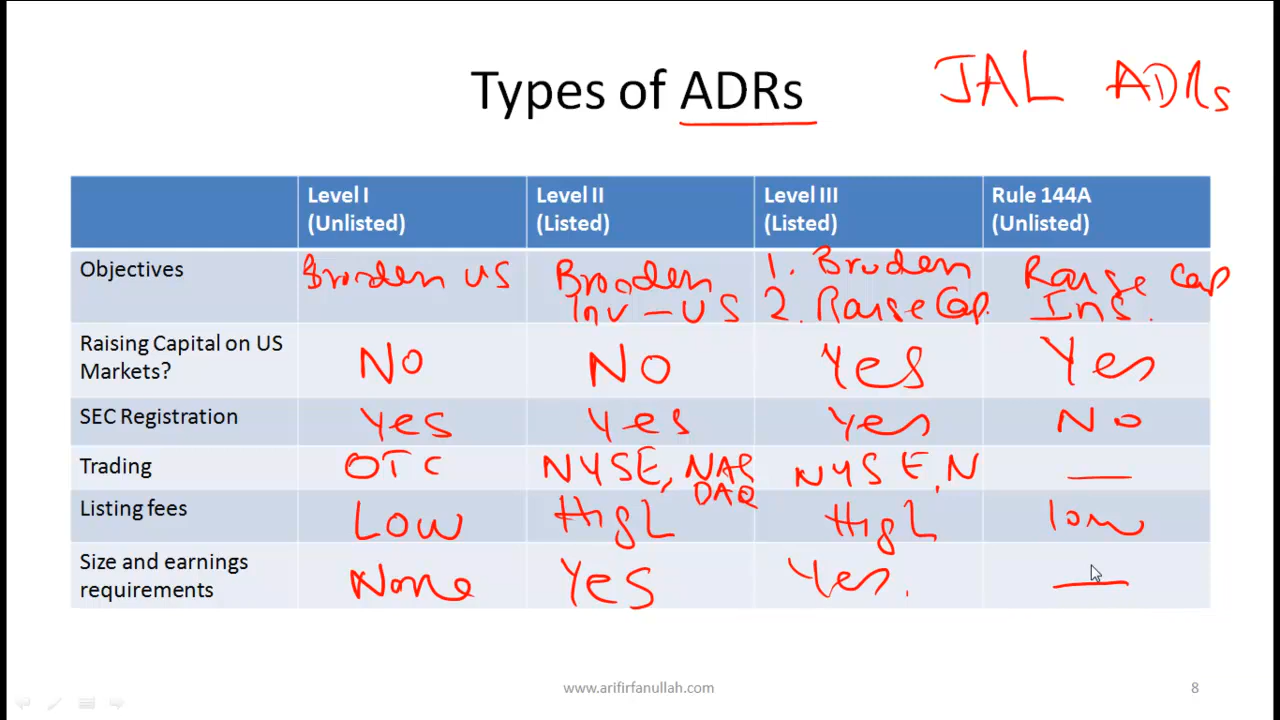 Types of ADRs
JAL ADRs
Level I
(Unlisted)
Level II
(Listed)
Level III
(Listed)
Rule 144A
(Unlisted)
Objectives
Broden US
Brooden
Inv - US
1. Broden
2. Raise Cap.
Raise Cap
Ins.
Raising Capital on US
Markets?
NO
NO
Yes
Yes
SEC Registration
Yes
Yes
Yes
No
Trading
OTC
NYSE, NAS
DAQ
NYSE, N
—
Listing fees
Low
High
High
low
Size and earnings
requirements
None
Yes
Yes.
—
www.arifirfanullah.com
8